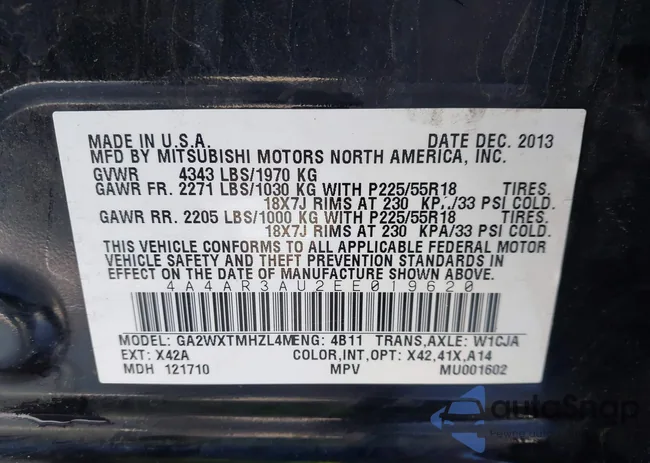 MADE IN U.S.A. DATE DEC. 2013
MFD BY MITSUBISHI MOTORS NORTH AMERICA, INC.
GVWR 4343 LBS/1970 KG
GAWR FR. 2271 LBS/1030 KG WITH P225/55R18 TIRES.
18X7J RIMS AT 230 KP../33 PSI COLD.
GAWR RR. 2205 LBS/1000 KG WITH P225/55R18 TIRES.
18X7J RIMS AT 230 KPA/33 PSI COLD.
THIS VEHICLE CONFORMS TO ALL APPLICABLE FEDERAL MOTOR
VEHICLE SAFETY AND THEFT PREVENTION STANDARDS IN
EFFECT ON THE DATE OF MANUFACTURE SHOWN ABOVE.
4A4AR3AU2EE019620
MODEL: GA2WXTMHZL4MENG: 4B11 TRANS,AXLE: W1CJA
EXT: X42A COLOR,INT,OPT: X42,41X,A14
MDH 121710 MPV MU001602
autoSnap